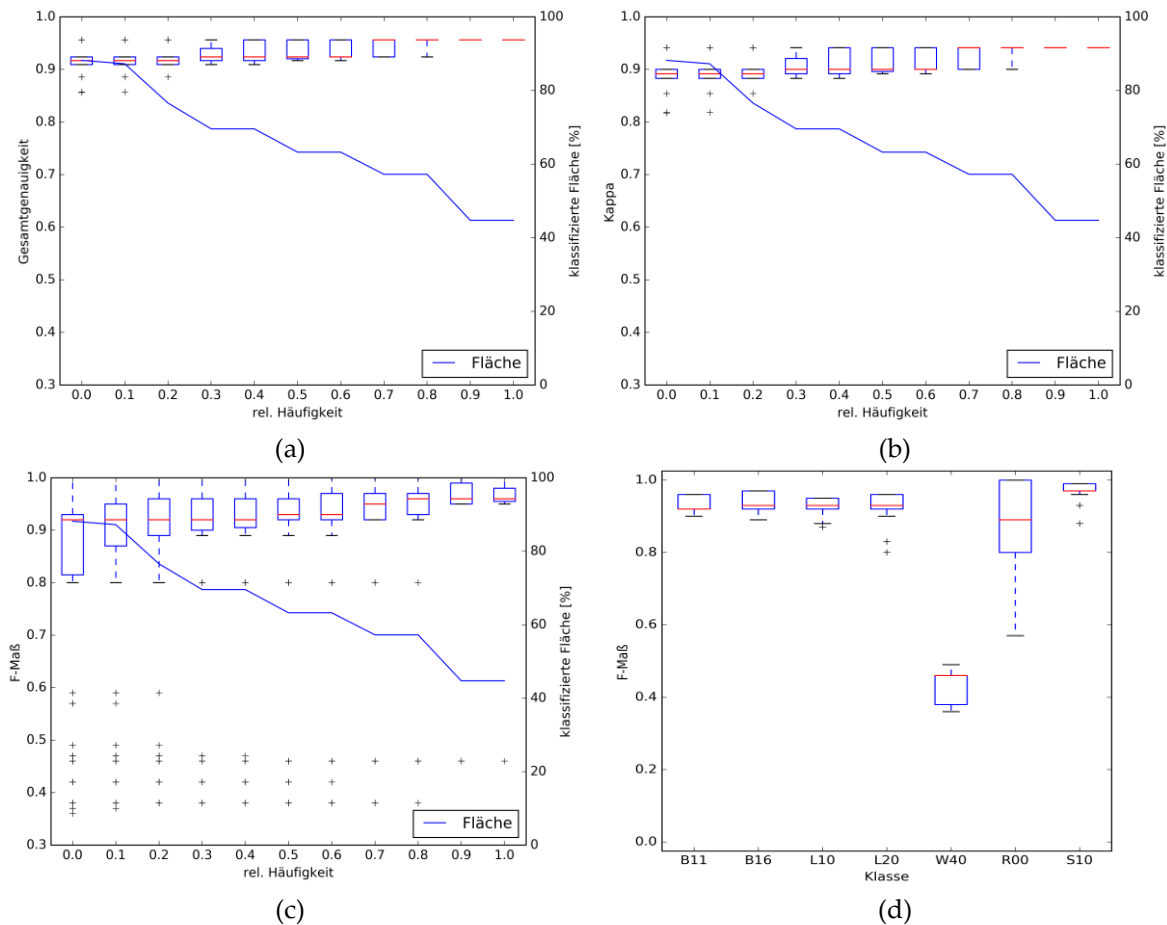 1.0 0.9 0.8 0.7 0.6 0.5 0.4 0.3
Gesamtgenauigkeit
100 80 60 40 20 0
klassifizierte Fläche [%]
Fläche
0.0 0.1 0.2 0.3 0.4 0.5 0.6 0.7 0.8 0.9 1.0
rel. Häufigkeit
(a)
1.0 0.9 0.8 0.7 0.6 0.5 0.4 0.3
Kappa
100 80 60 40 20 0
klassifizierte Fläche [%]
Fläche
0.0 0.1 0.2 0.3 0.4 0.5 0.6 0.7 0.8 0.9 1.0
rel. Häufigkeit
(b)
1.0 0.9 0.8 0.7 0.6 0.5 0.4 0.3
F-Maß
100 80 60 40 20 0
klassifizierte Fläche [%]
Fläche
0.0 0.1 0.2 0.3 0.4 0.5 0.6 0.7 0.8 0.9 1.0
rel. Häufigkeit
(c)
1.0 0.8 0.6 0.4 0.2 0.0
F-Maß
B11 B16 L10 L20 W40 R00 S10
Klasse
(d)